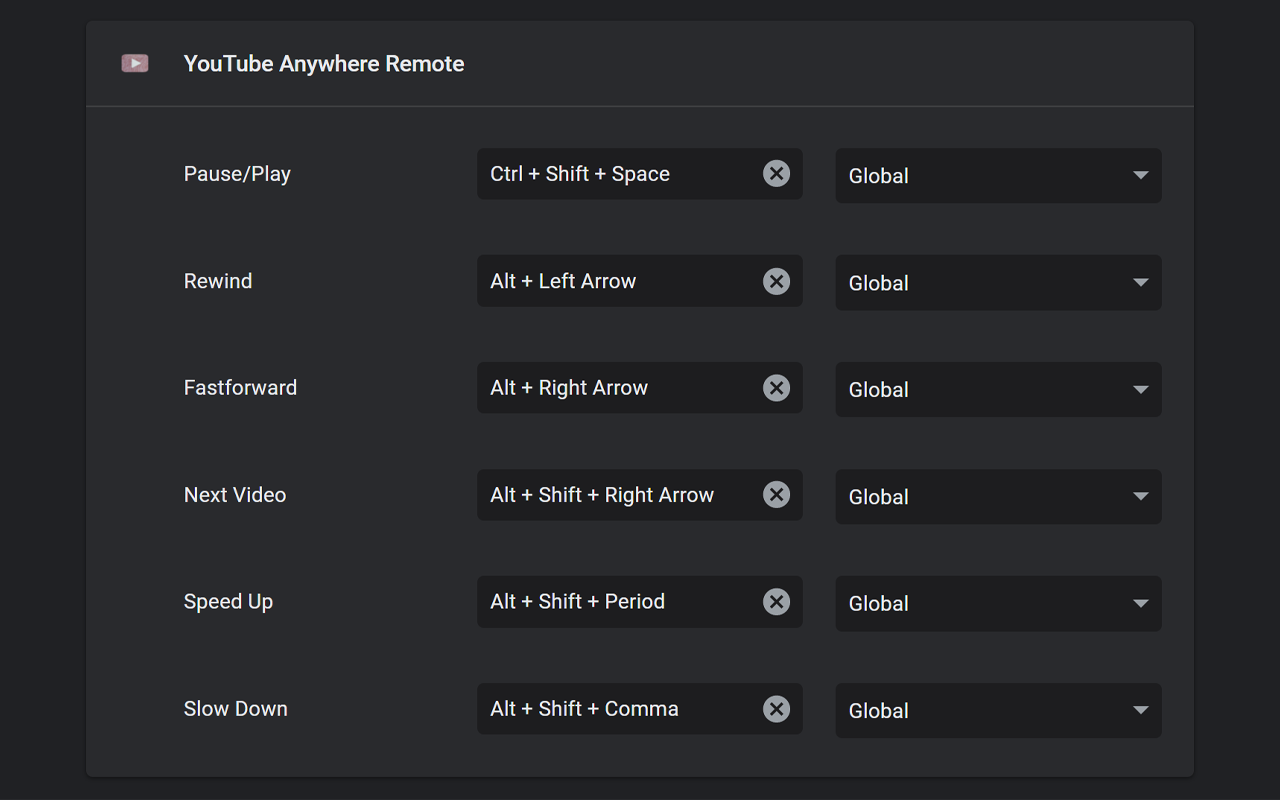 YouTube Anywhere Remote
Pause/Play Ctrl + Shift + Space Global
Rewind Alt + Left Arrow Global
Fastforward Alt + Right Arrow Global
Next Video Alt + Shift + Right Arrow Global
Speed Up Alt + Shift + Period Global
Slow Down Alt + Shift + Comma Global